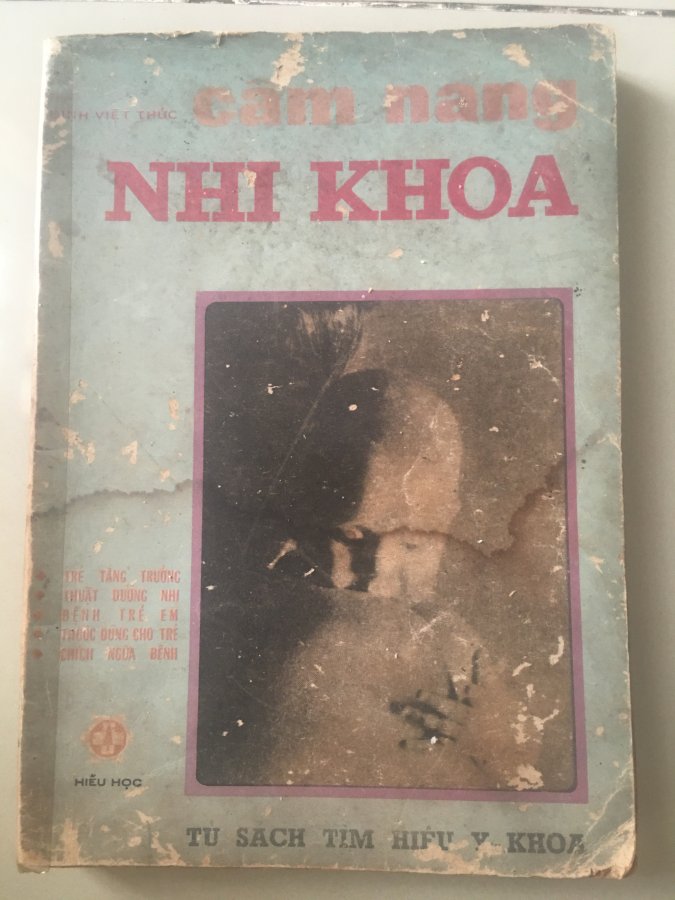 VIỆT THỨC
cẩm nang
NHI KHOA
TRẺ TĂNG TRƯỞNG
THUẬT DƯỠNG NHI
BỆNH TRẺ EM
THUỐC DÙNG CHO TRẺ
CHÍCH NGỪA BỆNH
HIẾU HỌC
TỦ SÁCH TÌM HIỂU Y-KHOA